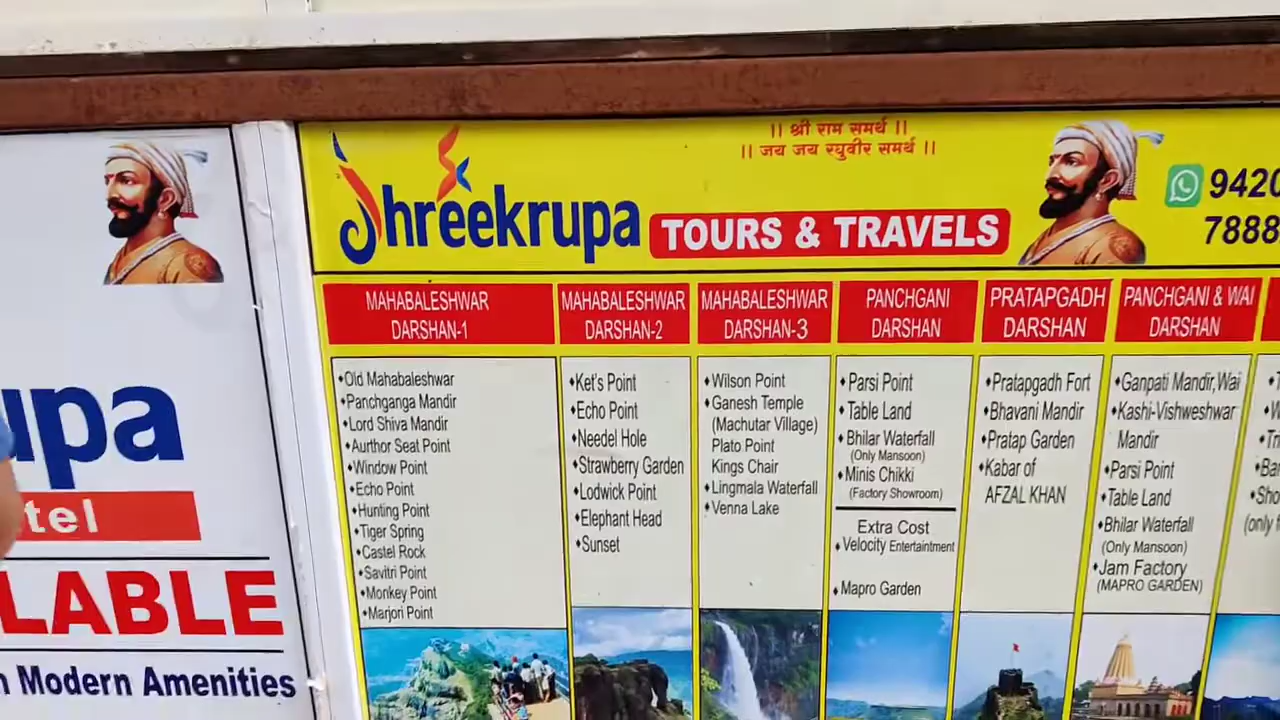 || श्री राम समर्थ ||
|| जय जय रघुवीर समर्थ ||
Shreekrupa
TOURS & TRAVELS
9420
7888
MAHABALESHWAR
DARSHAN-1
Old Mahabaleshwar
Panchganga Mandir
Lord Shiva Mandir
Aurthor Seat Point
Window Point
Echo Point
Hunting Point
Tiger Spring
Castel Rock
Savitri Point
Monkey Point
Marjori Point
MAHABALESHWAR
DARSHAN-2
Ket's Point
Echo Point
Needel Hole
Strawberry Garden
Lodwick Point
Elephant Head
Sunset
MAHABALESHWAR
DARSHAN-3
Wilson Point
Ganesh Temple
(Machutar Village)
Plato Point
Kings Chair
Lingmala Waterfall
Venna Lake
PANCHGANI
DARSHAN
Parsi Point
Table Land
Bhilar Waterfall
(Only Mansoon)
Minis Chikki
(Factory Showroom)
Extra Cost
Velocity Entertaintment
Mapro Garden
PRATAPGADH
DARSHAN
Pratapgadh Fort
Bhavani Mandir
Pratap Garden
Kabar of
AFZAL KHAN
PANCHGANI & WAI
DARSHAN
Ganpati Mandir,Wai
Kashi-Vishweshwar
Mandir
Parsi Point
Table Land
Bhilar Waterfall
(Only Mansoon)
Jam Factory
(MAPRO GARDEN)
(only
upa
tel
LABLE
Modern Amenities